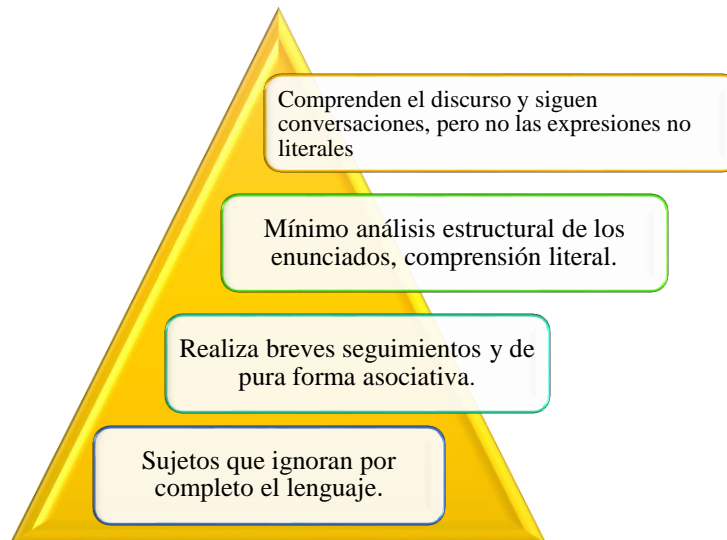 Comprenden el discurso y siguen
conversaciones, pero no las expresiones no
literales
Mínimo análisis estructural de los
enunciados, comprensión literal.
Realiza breves seguimientos y de
pura forma asociativa.
Sujetos que ignoran por
completo el lenguaje.